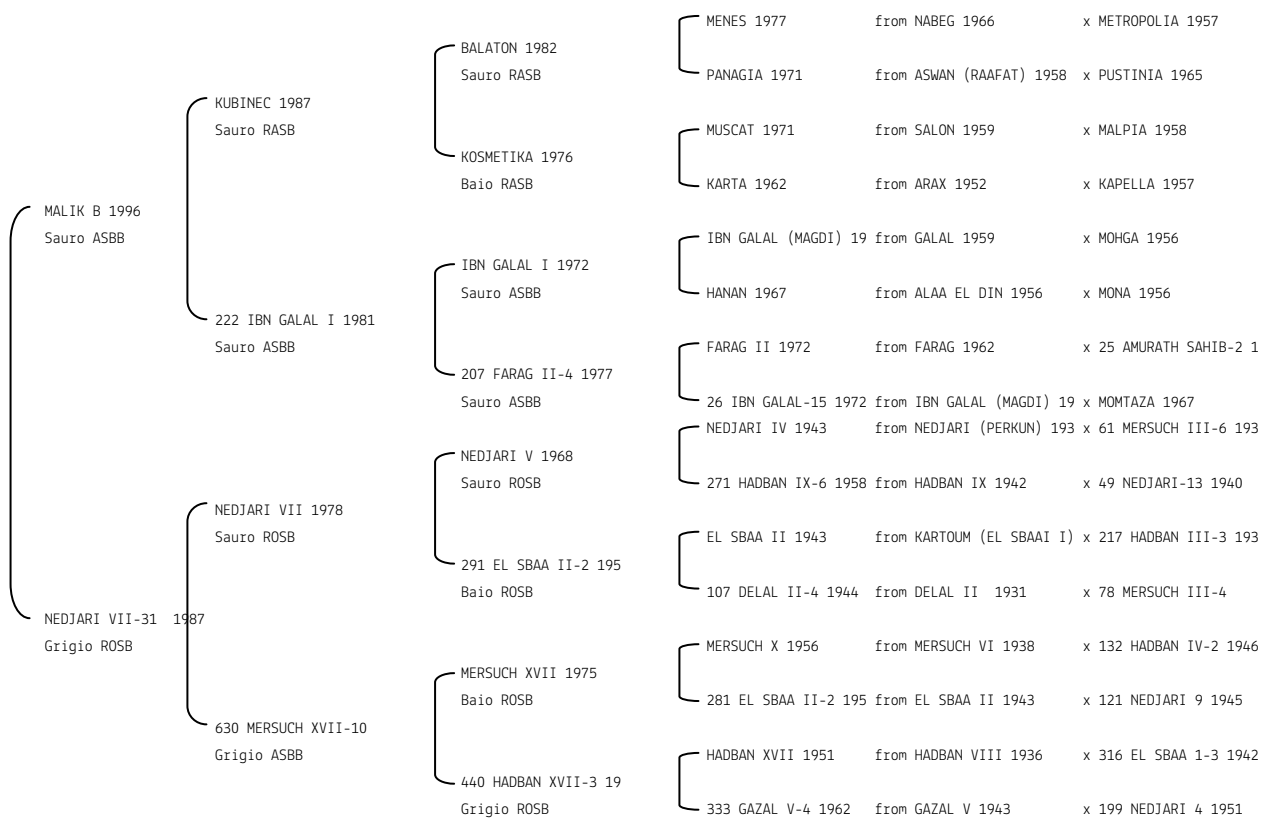 MENES 1977 from NABEG 1966 x METROPOLIA 1957
BALATON 1982
Sauro RASB
PANAGIA 1971 from ASWAN (RAAFAT) 1958 x PUSTINIA 1965
KUBINEC 1987
Sauro RASB
MUSCAT 1971 from SALON 1959 x MALPIA 1958
KOSMETIKA 1976
Baio RASB
KARTA 1962 from ARAX 1952 x KAPELLA 1957
MALIK B 1996
Sauro ASBB
IBN GALAL (MAGDI) 19 from GALAL 1959 x MOHGA 1956
IBN GALAL I 1972
Sauro ASBB
HANAN 1967 from ALAA EL DIN 1956 x MONA 1956
222 IBN GALAL I 1981
Sauro ASBB
FARAG II 1972 from FARAG 1962 x 25 AMURATH SAHIB-2 1
207 FARAG II-4 1977
Sauro ASBB
26 IBN GALAL-15 1972 from IBN GALAL (MAGDI) 19 x MOMTAZA 1967
NEDJARI IV 1943 from NEDJARI (PERKUN) 193 x 61 MERSUCH III-6 193
NEDJARI V 1968
Sauro ROSB
271 HADBAN IX-6 1958 from HADBAN IX 1942 x 49 NEDJARI-13 1940
NEDJARI VII 1978
Sauro ROSB
EL SBAA II 1943 from KARTOUM (EL SBAAI I) x 217 HADBAN III-3 193
291 EL SBAA II-2 195
Baio ROSB
107 DELAL II-4 1944 from DELAL II 1931 x 78 MERSUCH III-4
NEDJARI VII-31 1987
Grigio ROSB
MERSUCH X 1956 from MERSUCH VI 1938 x 132 HADBAN IV-2 1946
MERSUCH XVII 1975
Baio ROSB
281 EL SBAA II-2 195 from EL SBAA II 1943 x 121 NEDJARI 9 1945
630 MERSUCH XVII-10
Grigio ASBB
HADBAN XVII 1951 from HADBAN VIII 1936 x 316 EL SBAA 1-3 1942
440 HADBAN XVII-3 19
Grigio ROSB
333 GAZAL V-4 1962 from GAZAL V 1943 x 199 NEDJARI 4 1951